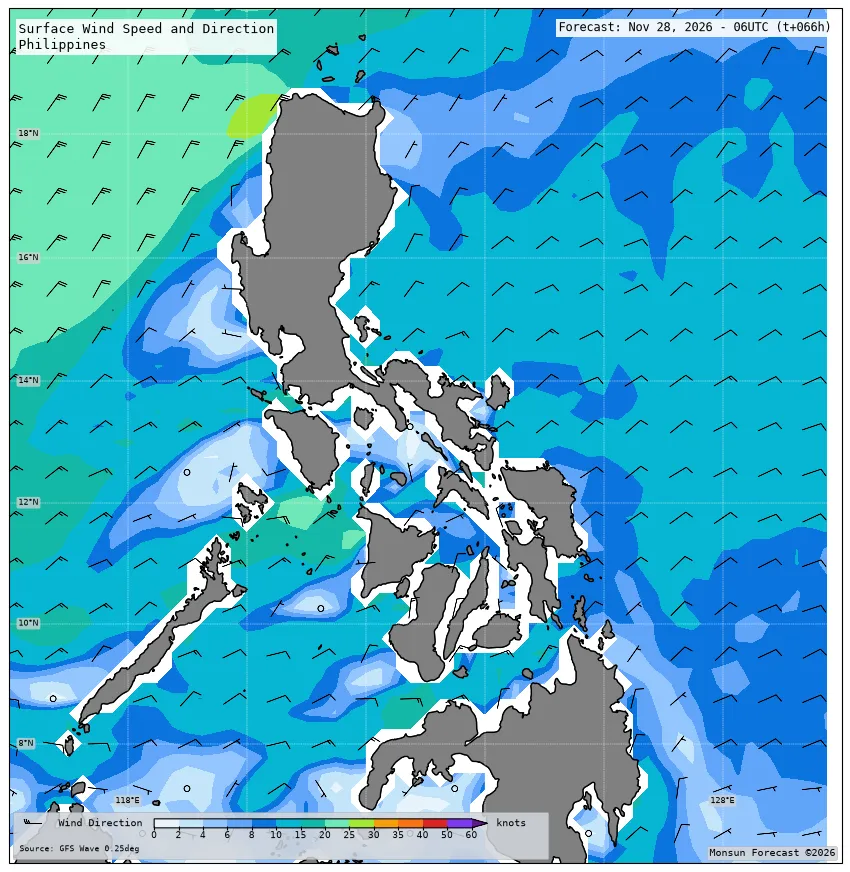 Surface Wind Speed and Direction
Philippines
Forecast: Nov 28, 2026 - 06UTC (t+066h)
18°N
16°N
14°N
12°N
10°N
8°N
118°E
128°E
Wind Direction
0 2 4 6 8 10 15 20 25 30 35 40 50 60 knots
Source: GFS Wave 0.25deg
Monsun Forecast ©2026